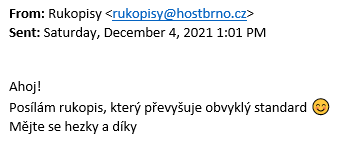 From: Rukopisy <rukopisy@hostbrno.cz>
Sent: Saturday, December 4, 2021 1:01 PM
Ahoj!
Posílám rukopis, který převyšuje obvyklý standard 😊
Mějte se hezky a díky